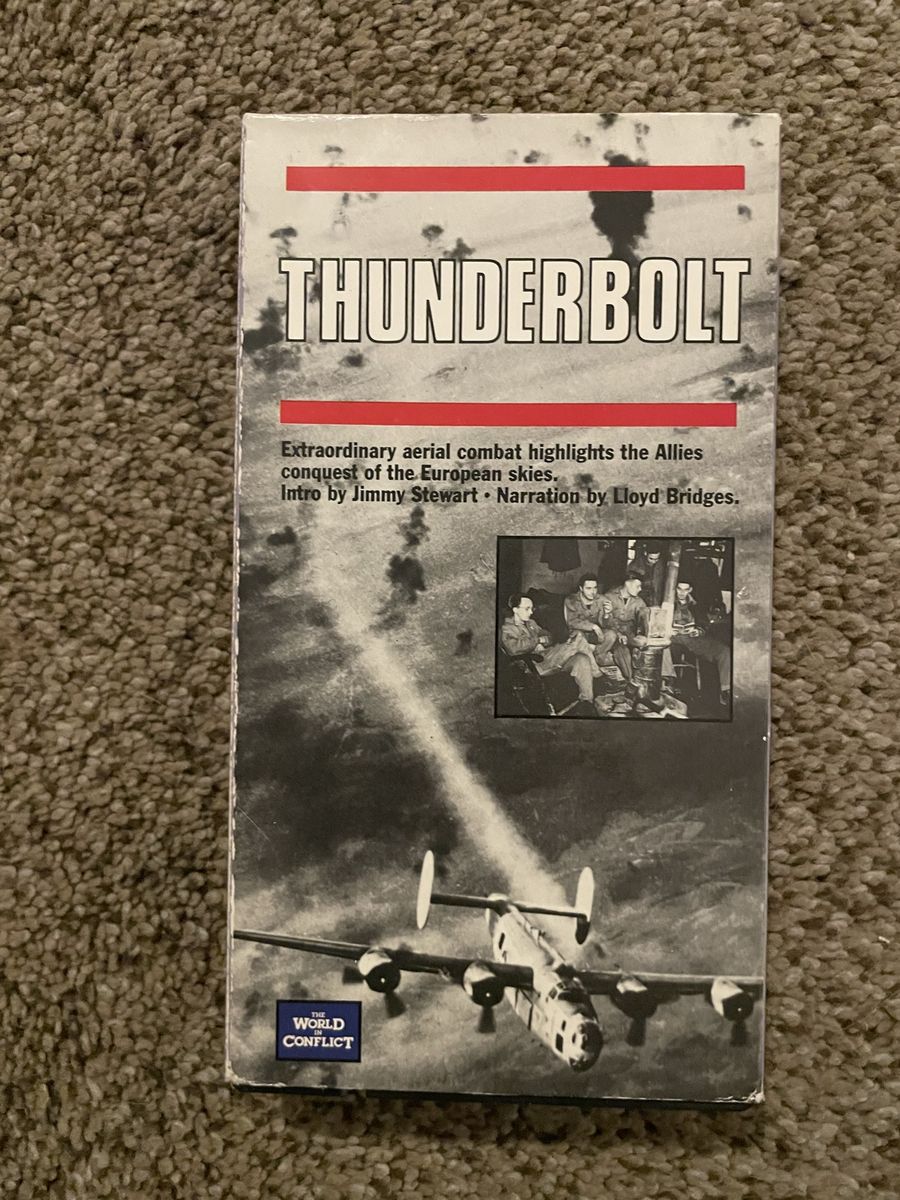 THUNDERBOLT
Extraordinary aerial combat highlights the Allies
conquest of the European skies.
Intro by Jimmy Stewart • Narration by Lloyd Bridges.
THE
WORLD
IN
CONFLICT